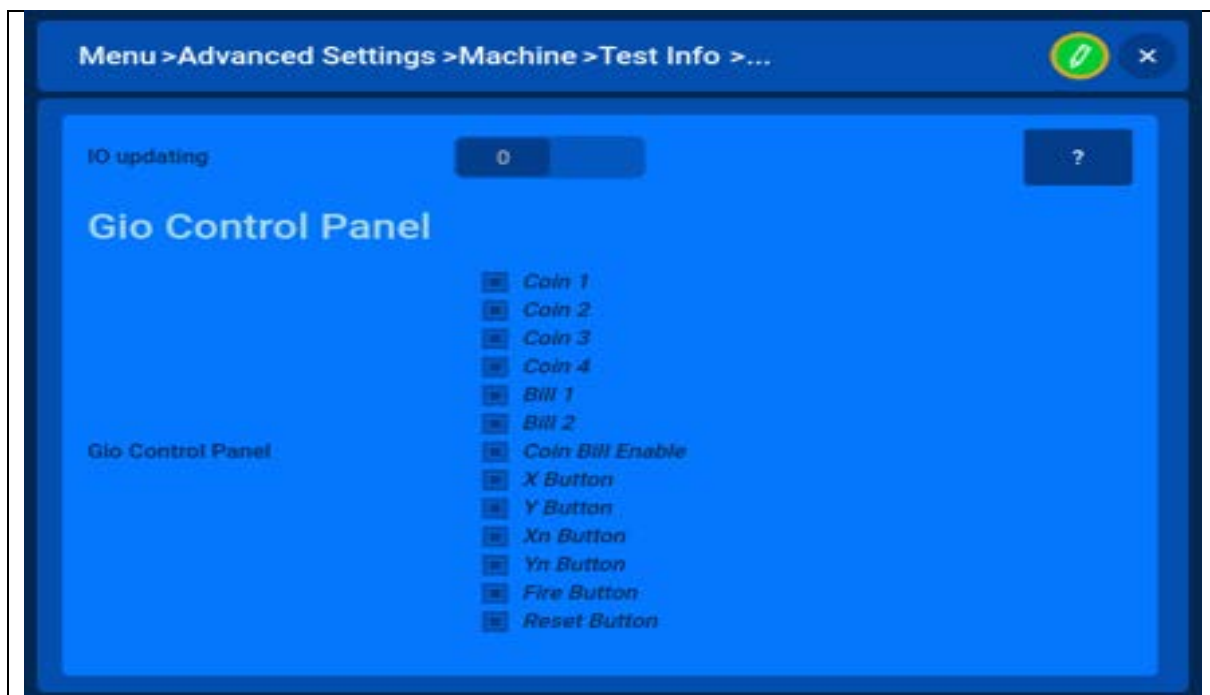 Menu >Advanced Settings >Machine >Test Info >...
IO updating 0 ?
Gio Control Panel
Coin 1
Coin 2
Coin 3
Coin 4
Bill 1
Bill 2
Gio Control Panel Coin Bill Enable
X Button
Y Button
Xn Button
Yn Button
Fire Button
Reset Button